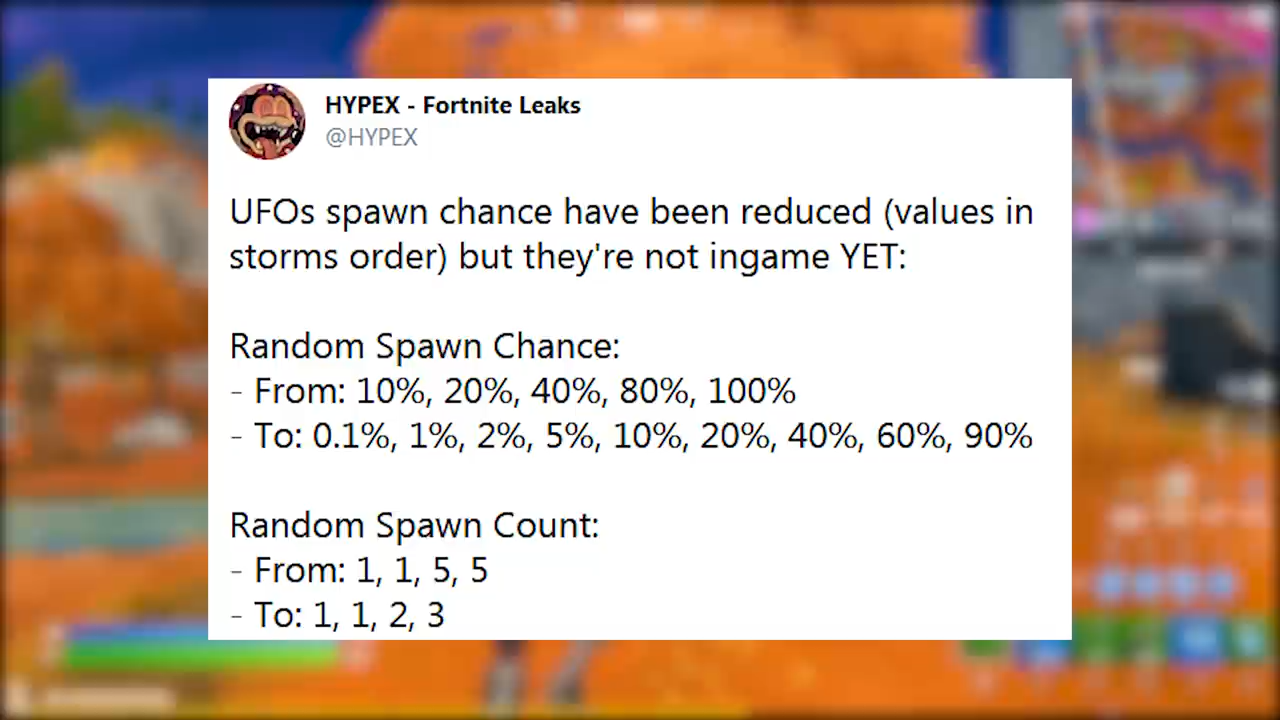 HYPEX - Fortnite Leaks
@HYPEX
UFOs spawn chance have been reduced (values in
storms order) but they're not ingame YET:
Random Spawn Chance:
- From: 10%, 20%, 40%, 80%, 100%
- To: 0.1%, 1%, 2%, 5%, 10%, 20%, 40%, 60%, 90%
Random Spawn Count:
- From: 1, 1, 5, 5
- To: 1, 1, 2, 3